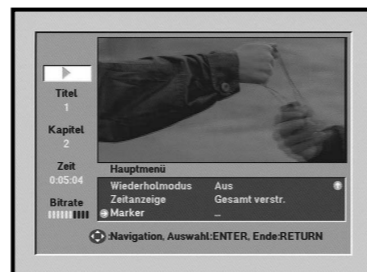 Titel
1
Kapitel
2
Zeit
0:05:04
Bitrate
Hauptmenü
Wiederholmodus Aus
Zeitanzeige Gesamt verstr.
Marker _
:Navigation, Auswahl:ENTER, Ende:RETURN